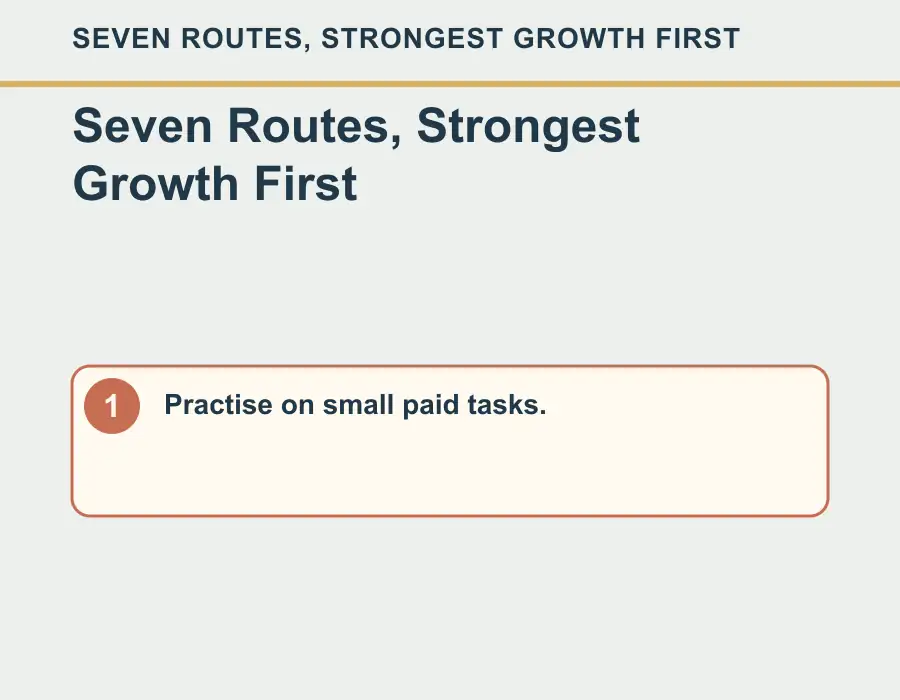 SEVEN ROUTES, STRONGEST GROWTH FIRST
Seven Routes, Strongest
Growth First
1
Practise on small paid tasks.